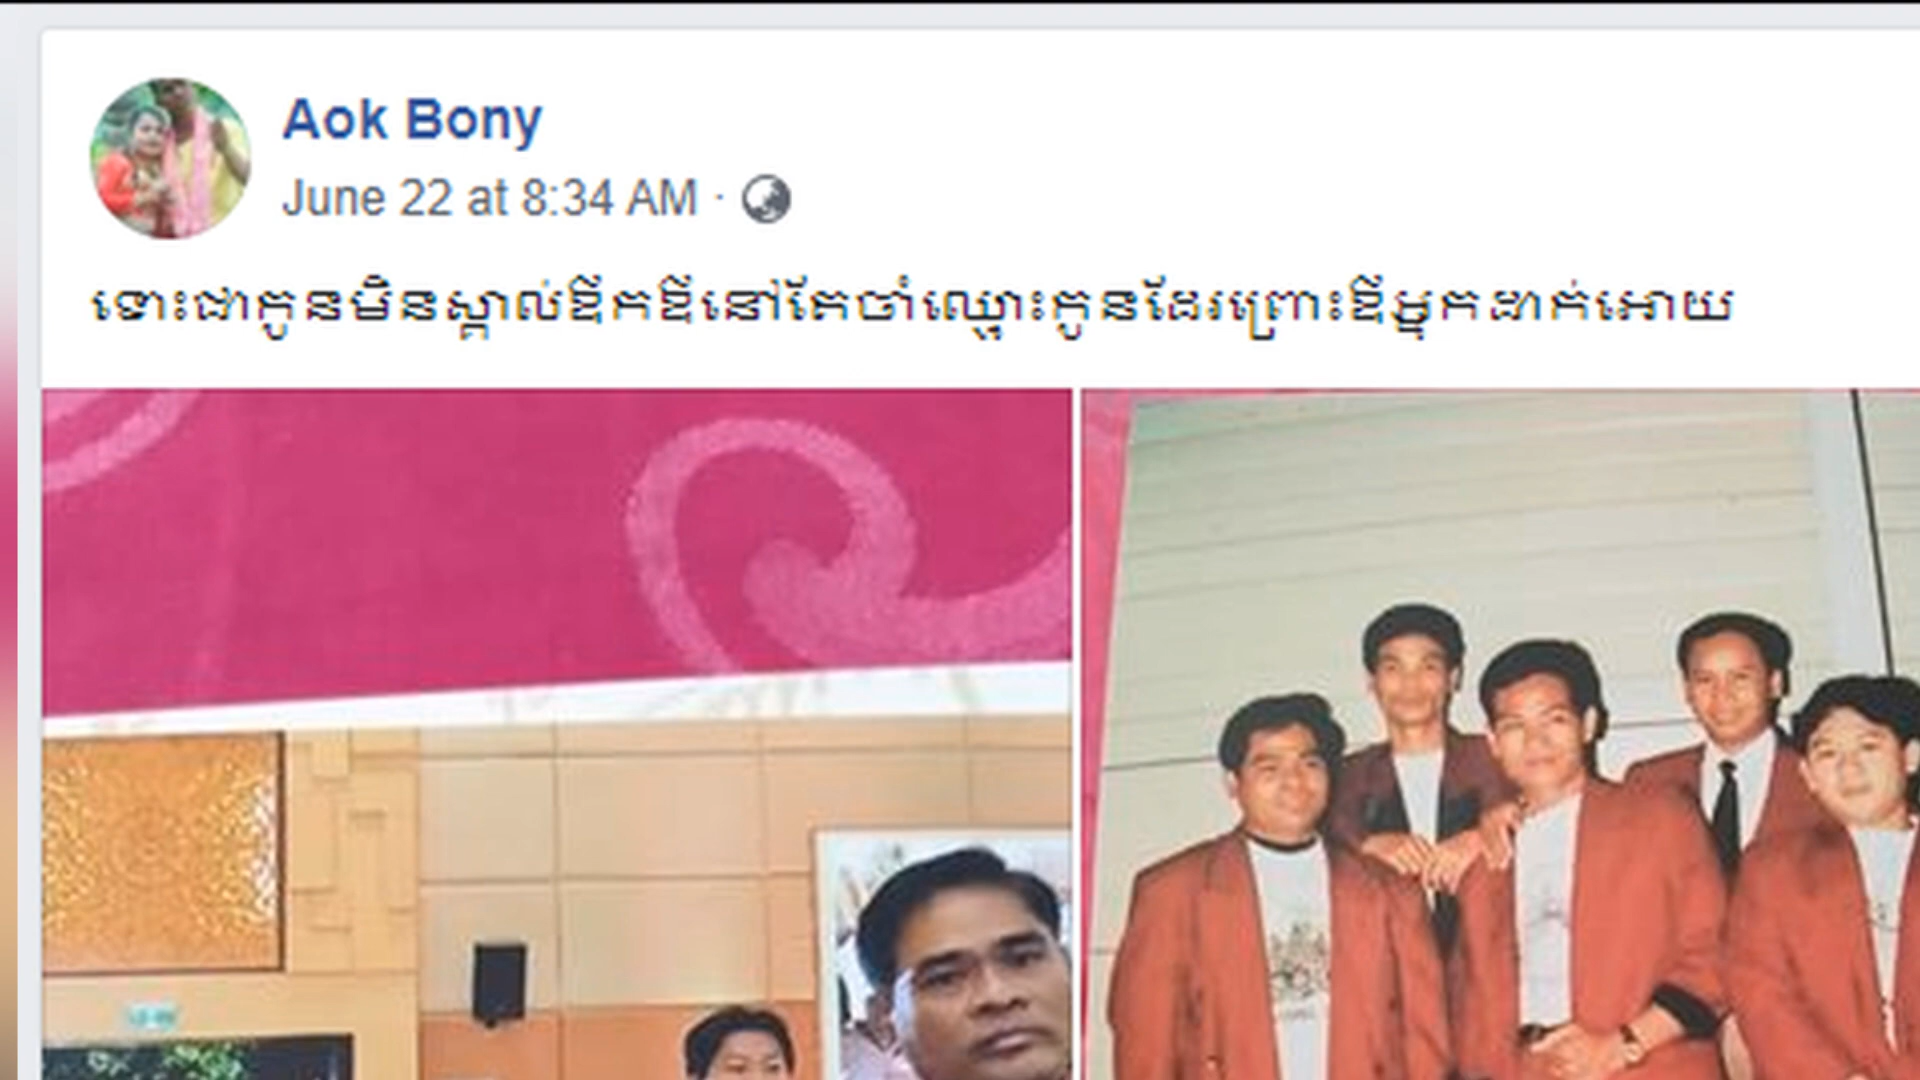 Aok Bony
June 22 at 8:34 AM ·
ទោះជាកូនមិនស្គាល់ឪកឪនៅតែចាំឈ្មោះកូនដែរព្រោះឪអ្នកដាក់អោយ